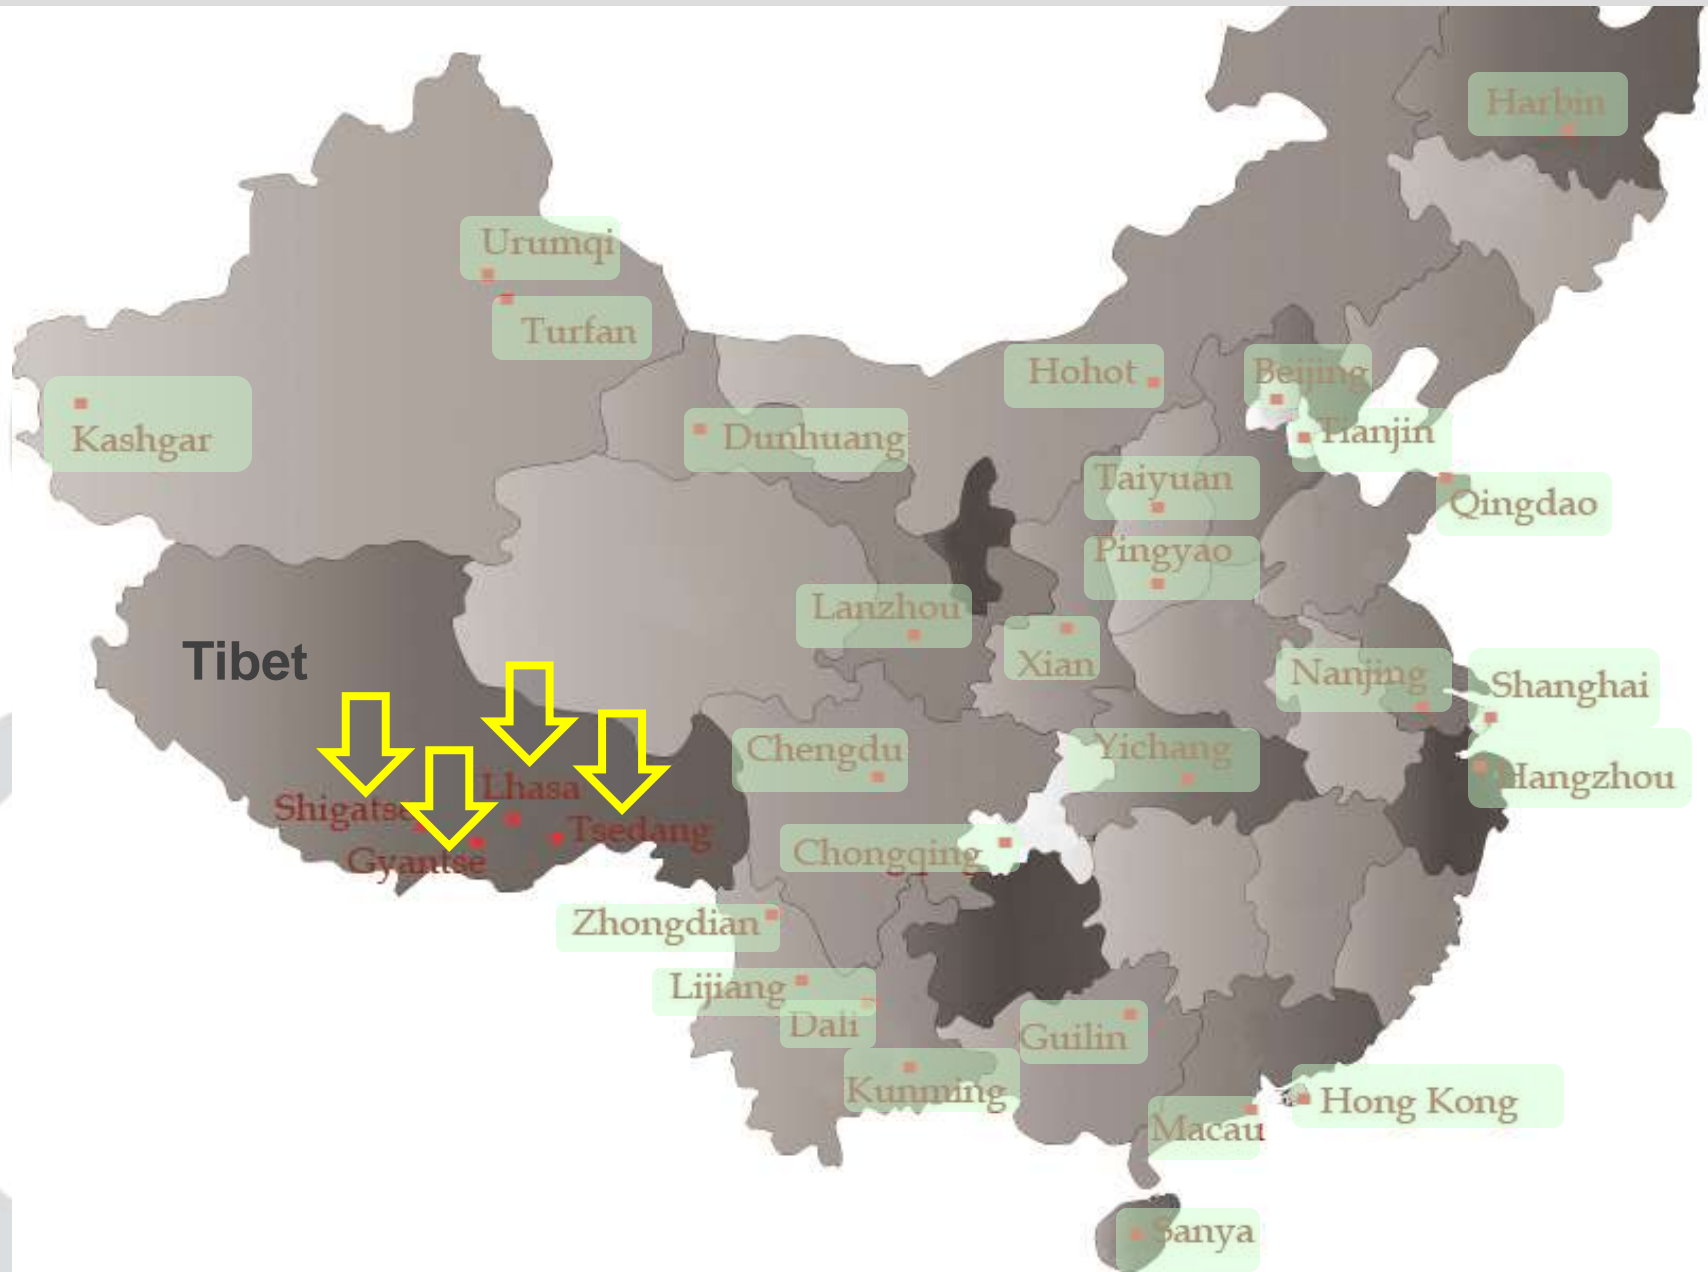 Harbin
Urumqi
Turfan
Hohot
Beijing
Kashgar
Dunhuang
Tianjin
Taiyuan
Qingdao
Pingyao
Lanzhou
Xian
Tibet
Nanjing
Shanghai
Chengdu
Yichang
Hangzhou
Lhasa
Shigatse
Tsedang
Gyantse
Chongqing
Zhongdian
Lijiang
Dali
Guilin
Kunming
Hong Kong
Macau
Sanya